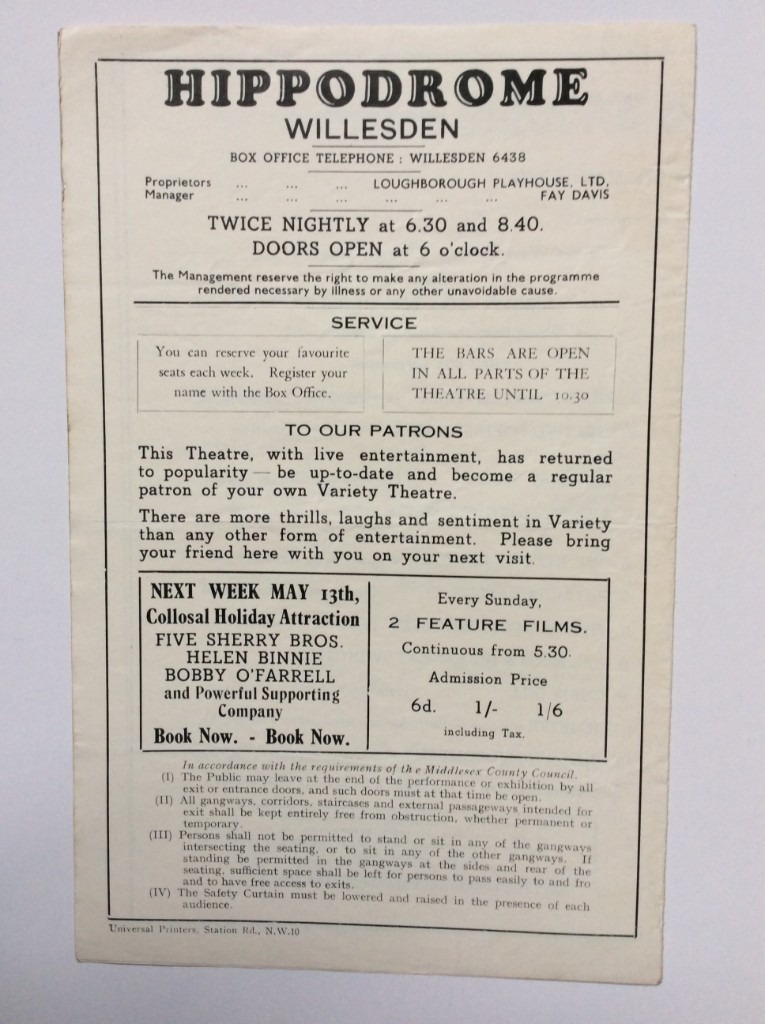 HIPPODROME
WILLESDEN
BOX OFFICE TELEPHONE : WILLESDEN 6438
Proprietors ... ... ... LOUGHBOROUGH PLAYHOUSE, LTD.
Manager ... ... ... ... ... ... FAY DAVIS
TWICE NIGHTLY at 6.30 and 8.40.
DOORS OPEN at 6 o'clock.
The Management reserve the right to make any alteration in the programme
rendered necessary by illness or any other unavoidable cause.
SERVICE
You can reserve your favourite
seats each week. Register your
name with the Box Office.
THE BARS ARE OPEN
IN ALL PARTS OF THE
THEATRE UNTIL 10.30
TO OUR PATRONS
This Theatre, with live entertainment, has returned
to popularity — be up-to-date and become a regular
patron of your own Variety Theatre.
There are more thrills, laughs and sentiment in Variety
than any other form of entertainment. Please bring
your friend here with you on your next visit.
NEXT WEEK MAY 13th,
Collosal Holiday Attraction
FIVE SHERRY BROS.
HELEN BINNIE
BOBBY O'FARRELL
and Powerful Supporting
Company
Book Now. - Book Now.
Every Sunday,
2 FEATURE FILMS.
Continuous from 5.30.
Admission Price
6d. 1/- 1/6
including Tax.
In accordance with the requirements of the Middlesex County Council.
(I) The Public may leave at the end of the performance or exhibition by all
exit or entrance doors, and such doors must at that time be open.
(II) All gangways, corridors, staircases and external passageways intended for
exit shall be kept entirely free from obstruction, whether permanent or
temporary.
(III) Persons shall not be permitted to stand or sit in any of the gangways
intersecting the seating, or to sit in any of the other gangways. If
standing be permitted in the gangways at the sides and rear of the
seating, sufficient space shall be left for persons to pass easily to and fro
and to have free access to exits.
(IV) The Safety Curtain must be lowered and raised in the presence of each
audience.
Universal Printers, Station Rd., N.W.10